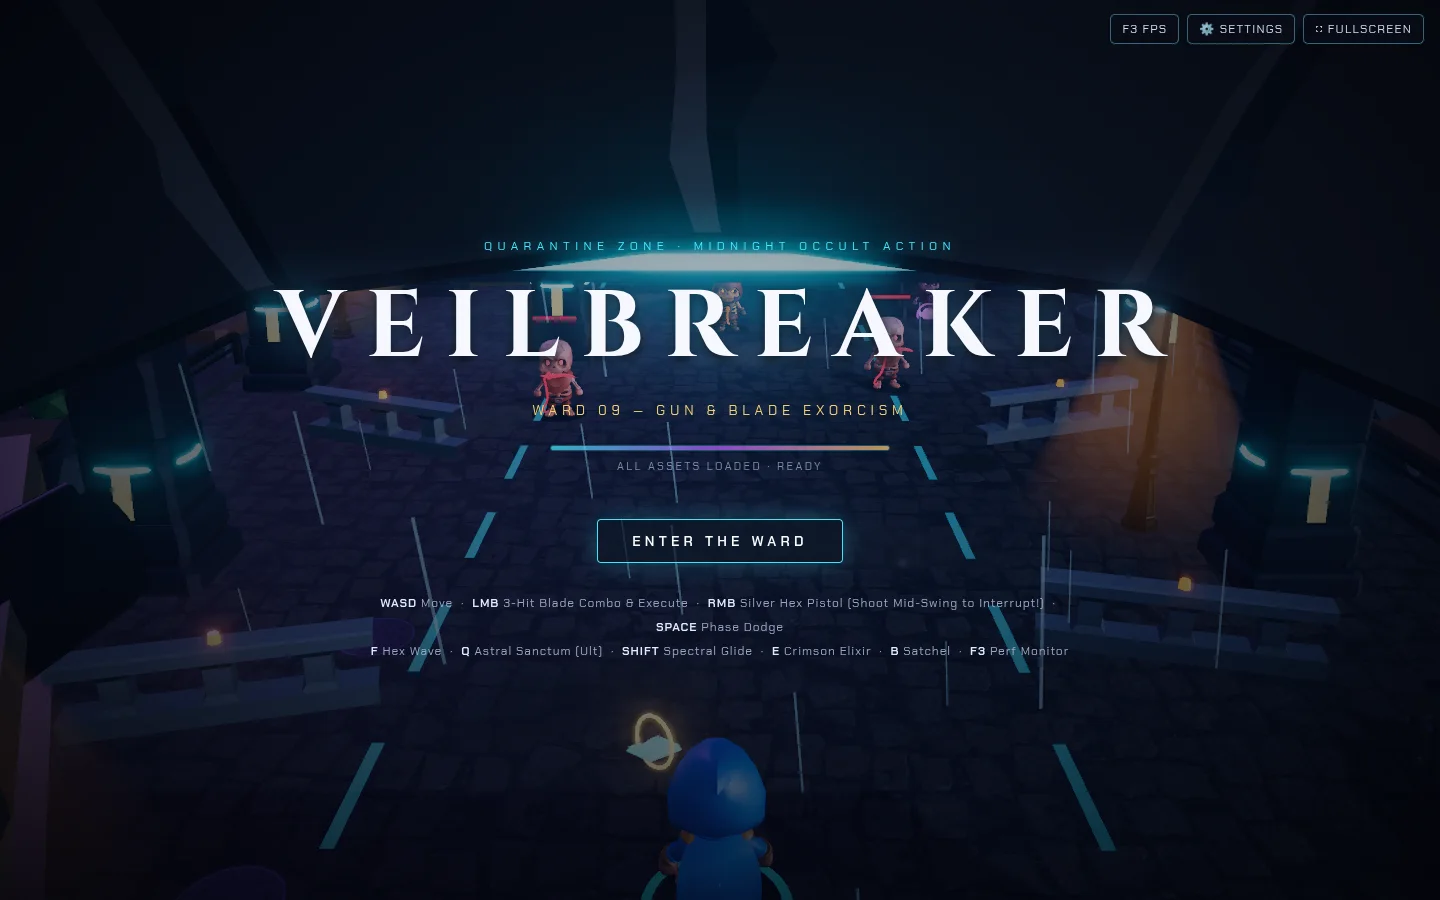 F3 FPS
⚙️ SETTINGS
:: FULLSCREEN
QUARANTINE ZONE · MIDNIGHT OCCULT ACTION
VEILBREAKER
WARD 09 — GUN & BLADE EXORCISM
ALL ASSETS LOADED · READY
ENTER THE WARD
WASD Move · LMB 3-Hit Blade Combo & Execute · RMB Silver Hex Pistol (Shoot Mid-Swing to Interrupt!) ·
SPACE Phase Dodge
F Hex Wave · Q Astral Sanctum (Ult) · SHIFT Spectral Glide · E Crimson Elixir · B Satchel · F3 Perf Monitor